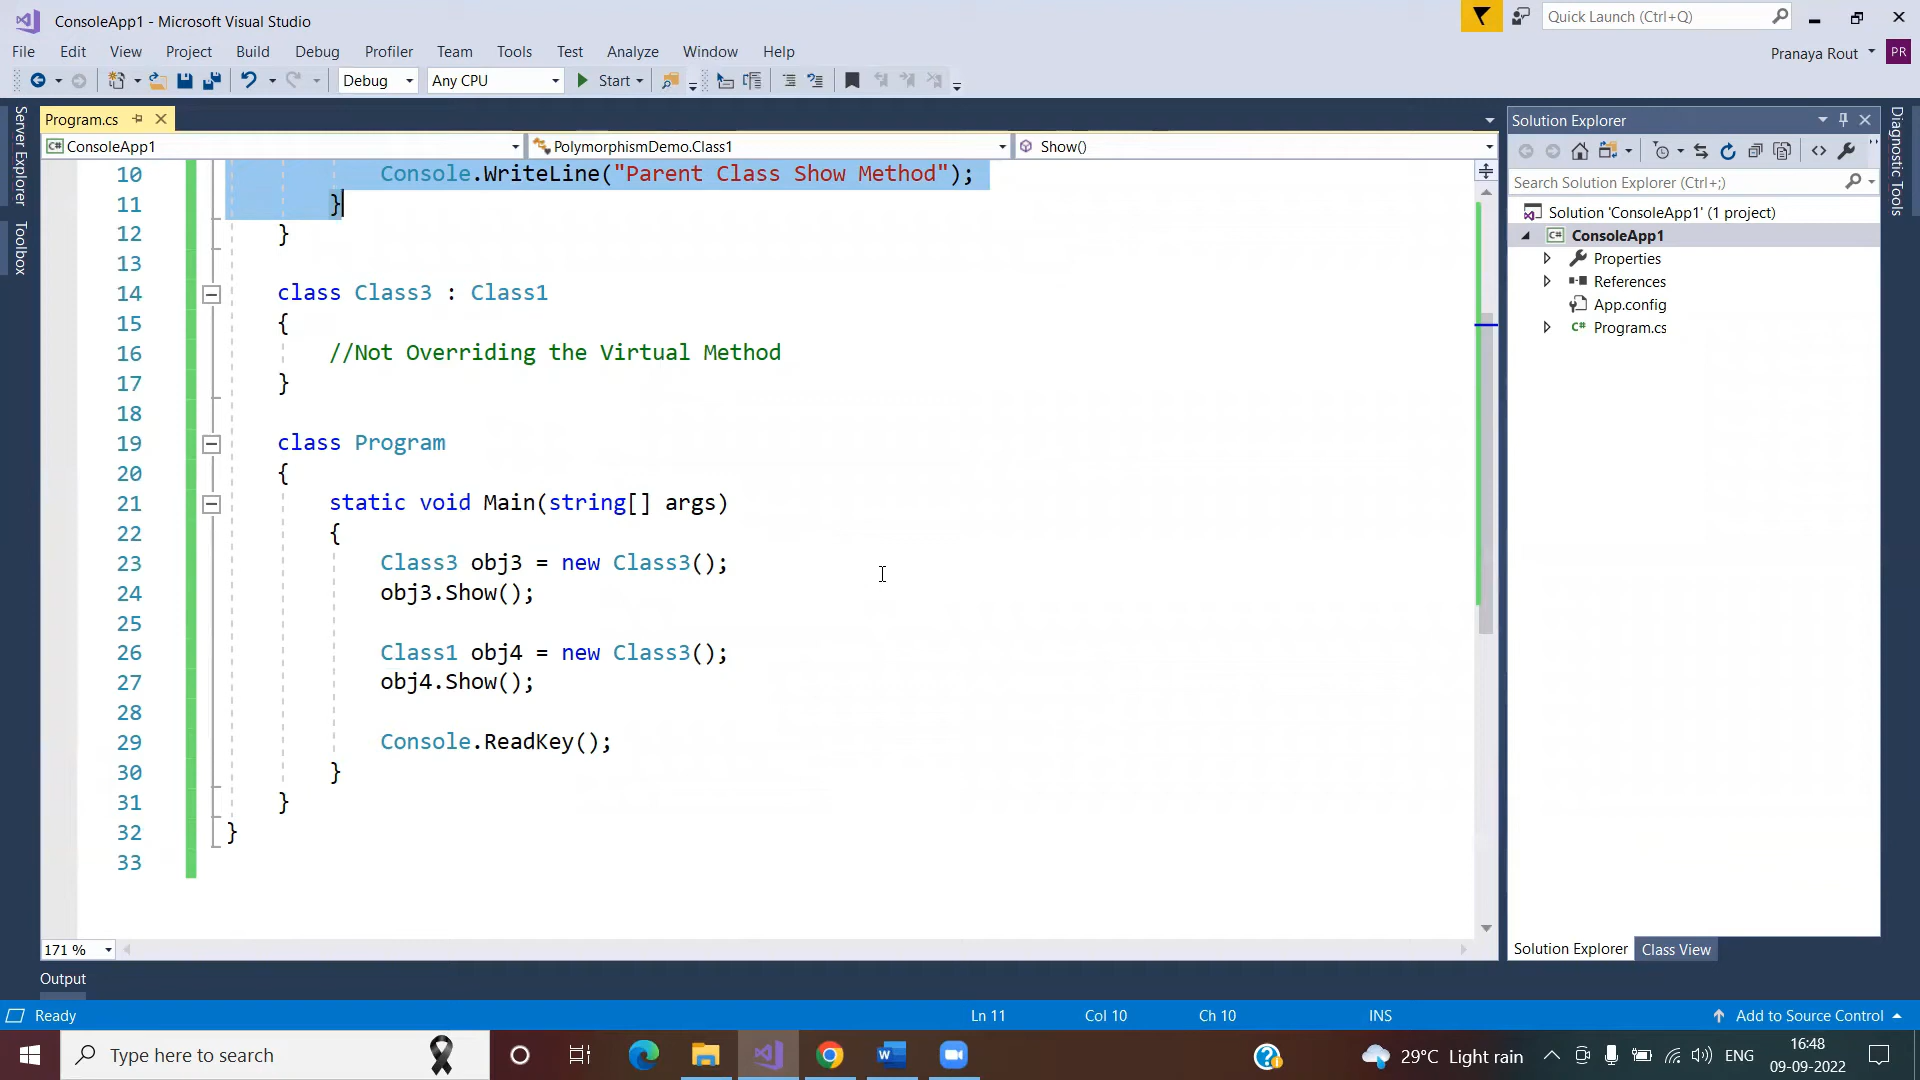 ConsoleApp1 - Microsoft Visual Studio
Quick Launch (Ctrl+Q)
File Edit View Project Build Debug Profiler Team Tools Test Analyze Window Help
Pranaya Rout PR
Debug Any CPU Start
Server Explorer
Toolbox
Program.cs
ConsoleApp1 PolymorphismDemo.Class1 Show()
10 Console.WriteLine("Parent Class Show Method");
11 }
12 }
13
14 class Class3 : Class1
15 {
16 //Not Overriding the Virtual Method
17 }
18
19 class Program
20 {
21 static void Main(string[] args)
22 {
23 Class3 obj3 = new Class3();
24 obj3.Show();
25
26 Class1 obj4 = new Class3();
27 obj4.Show();
28
29 Console.ReadKey();
30 }
31 }
32 }
33
171 %
Solution Explorer
Search Solution Explorer (Ctrl+;)
Solution 'ConsoleApp1' (1 project)
C# ConsoleApp1
Properties
References
App.config
C# Program.cs
Solution Explorer Class View
Diagnostic Tools
Output
Ready Ln 11 Col 10 Ch 10 INS Add to Source Control
Type here to search
29°C Light rain ENG
16:48
09-09-2022